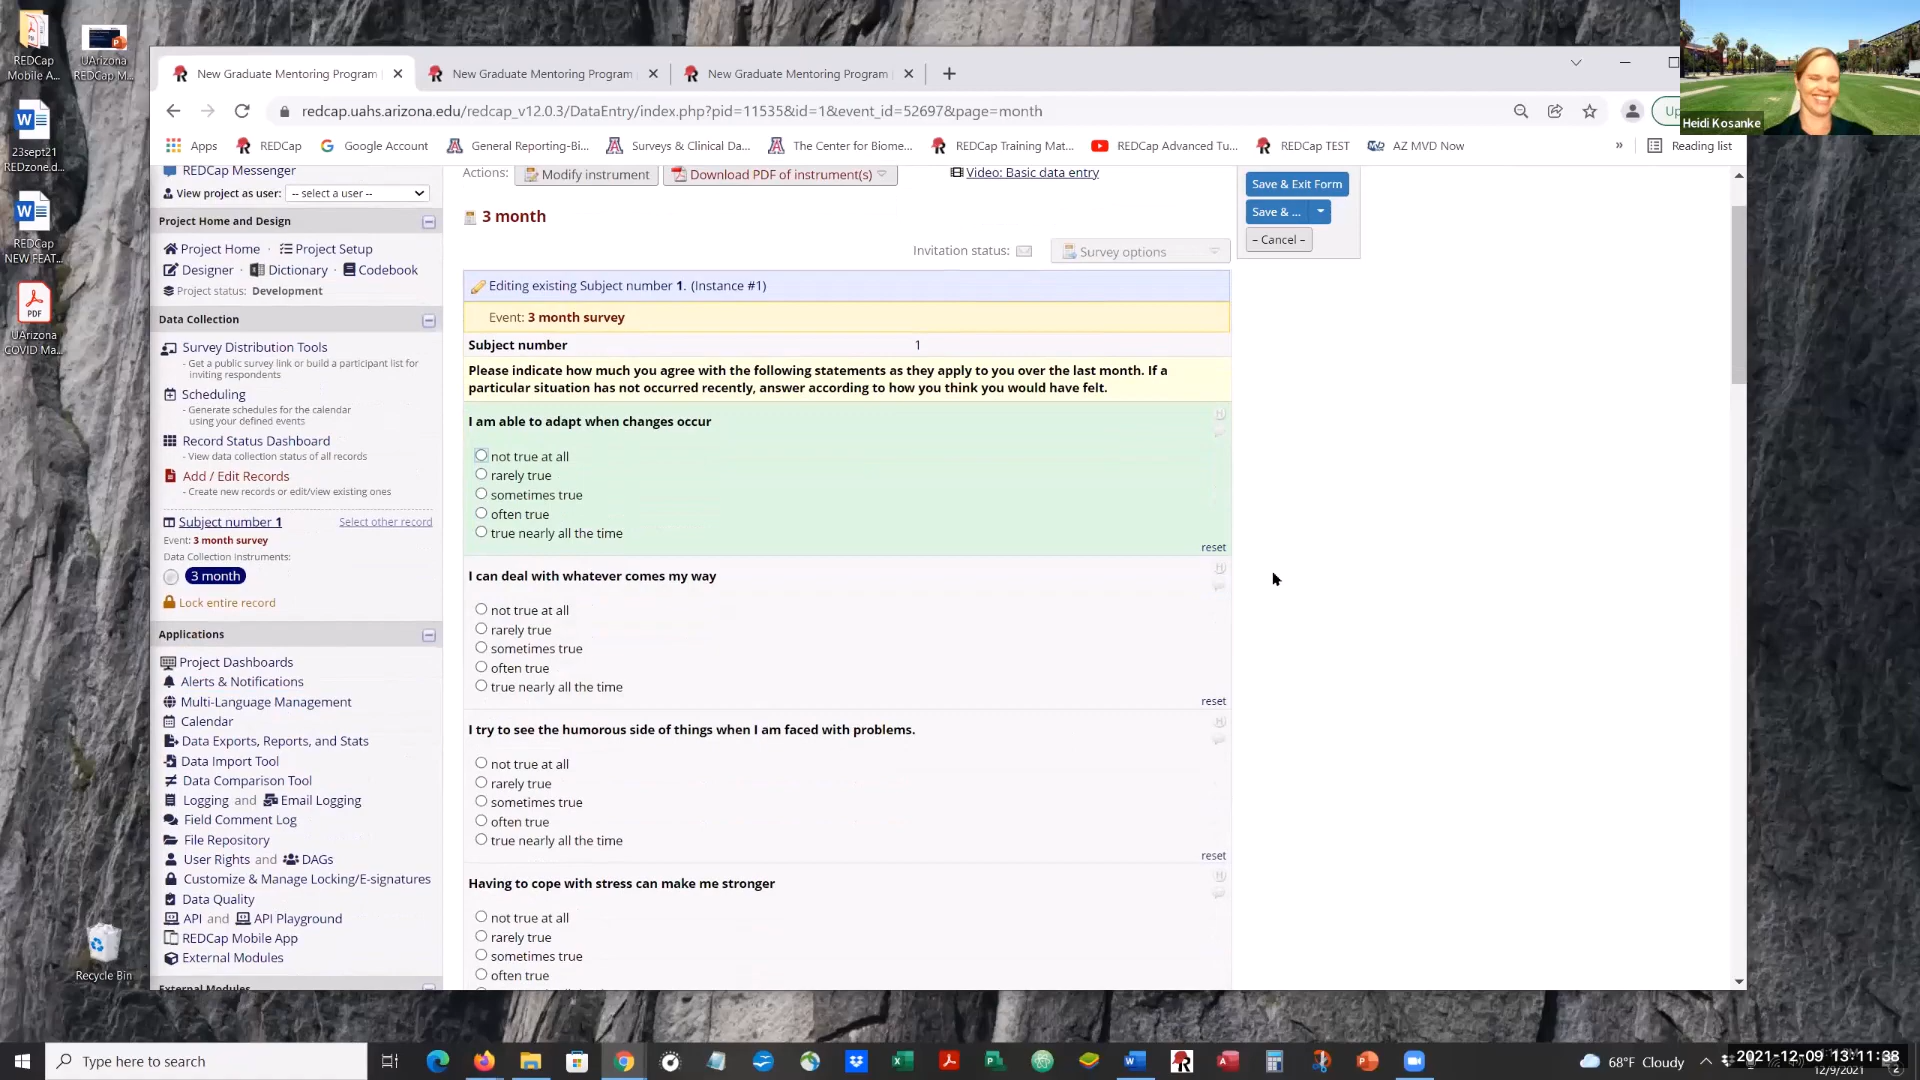 REDCap
Mobile A...
UArizona
REDCap M...
23sept21
REDzone.d...
REDCap
NEW FEAT...
UArizona
COVID Ma...
Recycle Bin
New Graduate Mentoring Program
New Graduate Mentoring Program
New Graduate Mentoring Program
redcap.uahs.arizona.edu/redcap_v12.0.3/DataEntry/index.php?pid=11535&id=1&event_id=52697&page=month
Heidi Kosanke
Apps
REDCap
Google Account
General Reporting-Bi...
Surveys & Clinical Da...
The Center for Biome...
REDCap Training Mat...
REDCap Advanced Tu...
REDCap TEST
AZ MVD Now
»
Reading list
REDCap Messenger
View project as user: -- select a user --
Project Home and Design
Project Home · Project Setup
Designer · Dictionary · Codebook
Project status: Development
Data Collection
Survey Distribution Tools
- Get a public survey link or build a participant list for
inviting respondents
Scheduling
- Generate schedules for the calendar
using your defined events
Record Status Dashboard
- View data collection status of all records
Add / Edit Records
- Create new records or edit/view existing ones
Subject number 1 Select other record
Event: 3 month survey
Data Collection Instruments:
3 month
Lock entire record
Applications
Project Dashboards
Alerts & Notifications
Multi-Language Management
Calendar
Data Exports, Reports, and Stats
Data Import Tool
Data Comparison Tool
Logging and Email Logging
Field Comment Log
File Repository
User Rights and DAGs
Customize & Manage Locking/E-signatures
Data Quality
API and API Playground
REDCap Mobile App
External Modules
External Modules
Actions: Modify instrument Download PDF of instrument(s) Video: Basic data entry
3 month
Invitation status: Survey options
Editing existing Subject number 1. (Instance #1)
Event: 3 month survey
Subject number 1
Please indicate how much you agree with the following statements as they apply to you over the last month. If a
particular situation has not occurred recently, answer according to how you think you would have felt.
I am able to adapt when changes occur
not true at all
rarely true
sometimes true
often true
true nearly all the time
reset
I can deal with whatever comes my way
not true at all
rarely true
sometimes true
often true
true nearly all the time
reset
I try to see the humorous side of things when I am faced with problems.
not true at all
rarely true
sometimes true
often true
true nearly all the time
reset
Having to cope with stress can make me stronger
not true at all
rarely true
sometimes true
often true
Save & Exit Form
Save & ...
– Cancel –
Type here to search
68°F Cloudy
2021-12-09 13:11:38
12/9/2021